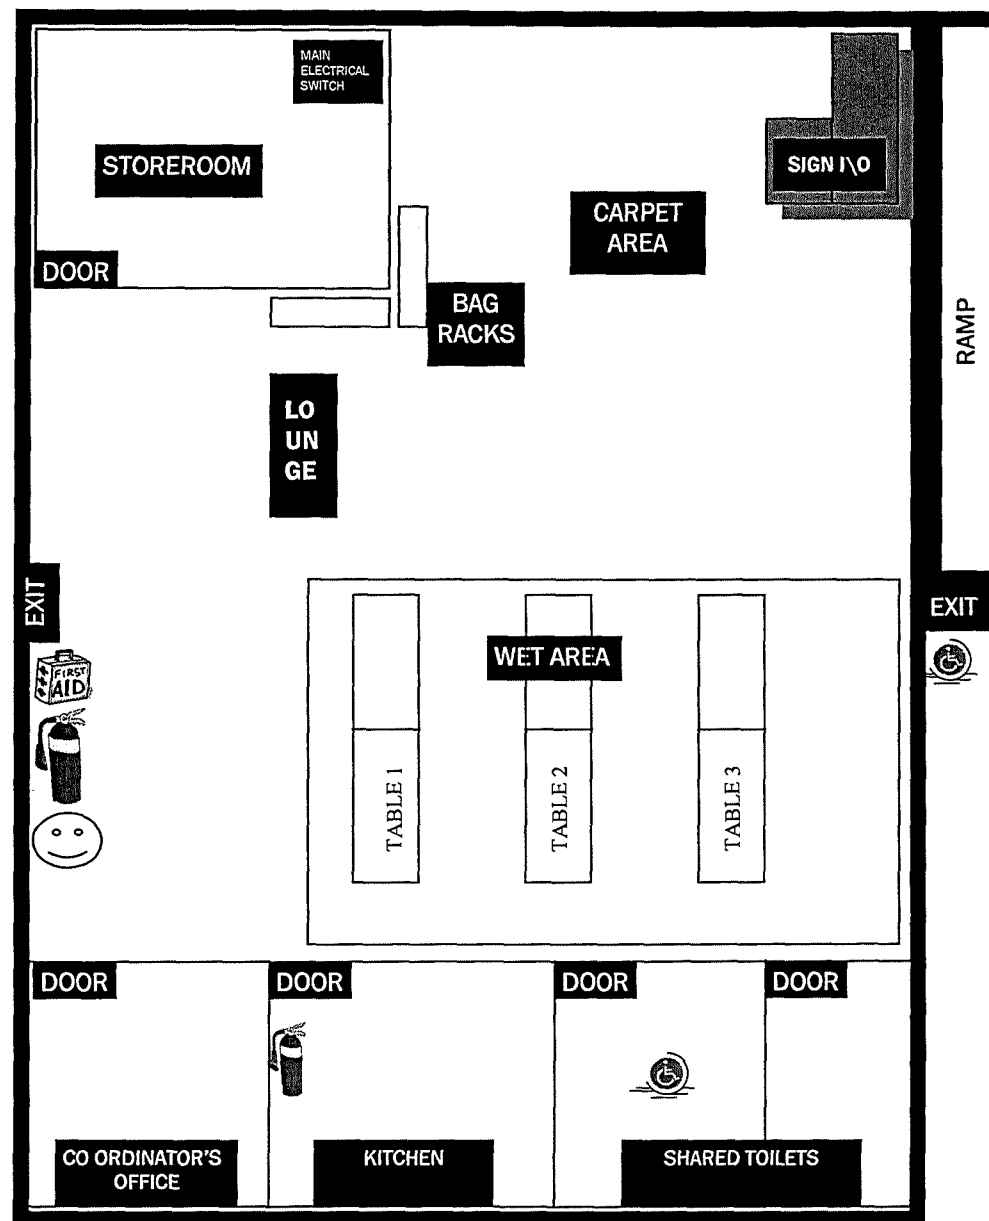 MAIN
ELECTRICAL
SWITCH
STOREROOM
SIGN I\O
CARPET
AREA
DOOR
BAG
RACKS
RAMP
LO
UN
GE
EXIT
EXIT
WET AREA
FIRST
AID
TABLE 1
TABLE 2
TABLE 3
DOOR
DOOR
DOOR
DOOR
CO ORDINATOR'S
OFFICE
KITCHEN
SHARED TOILETS